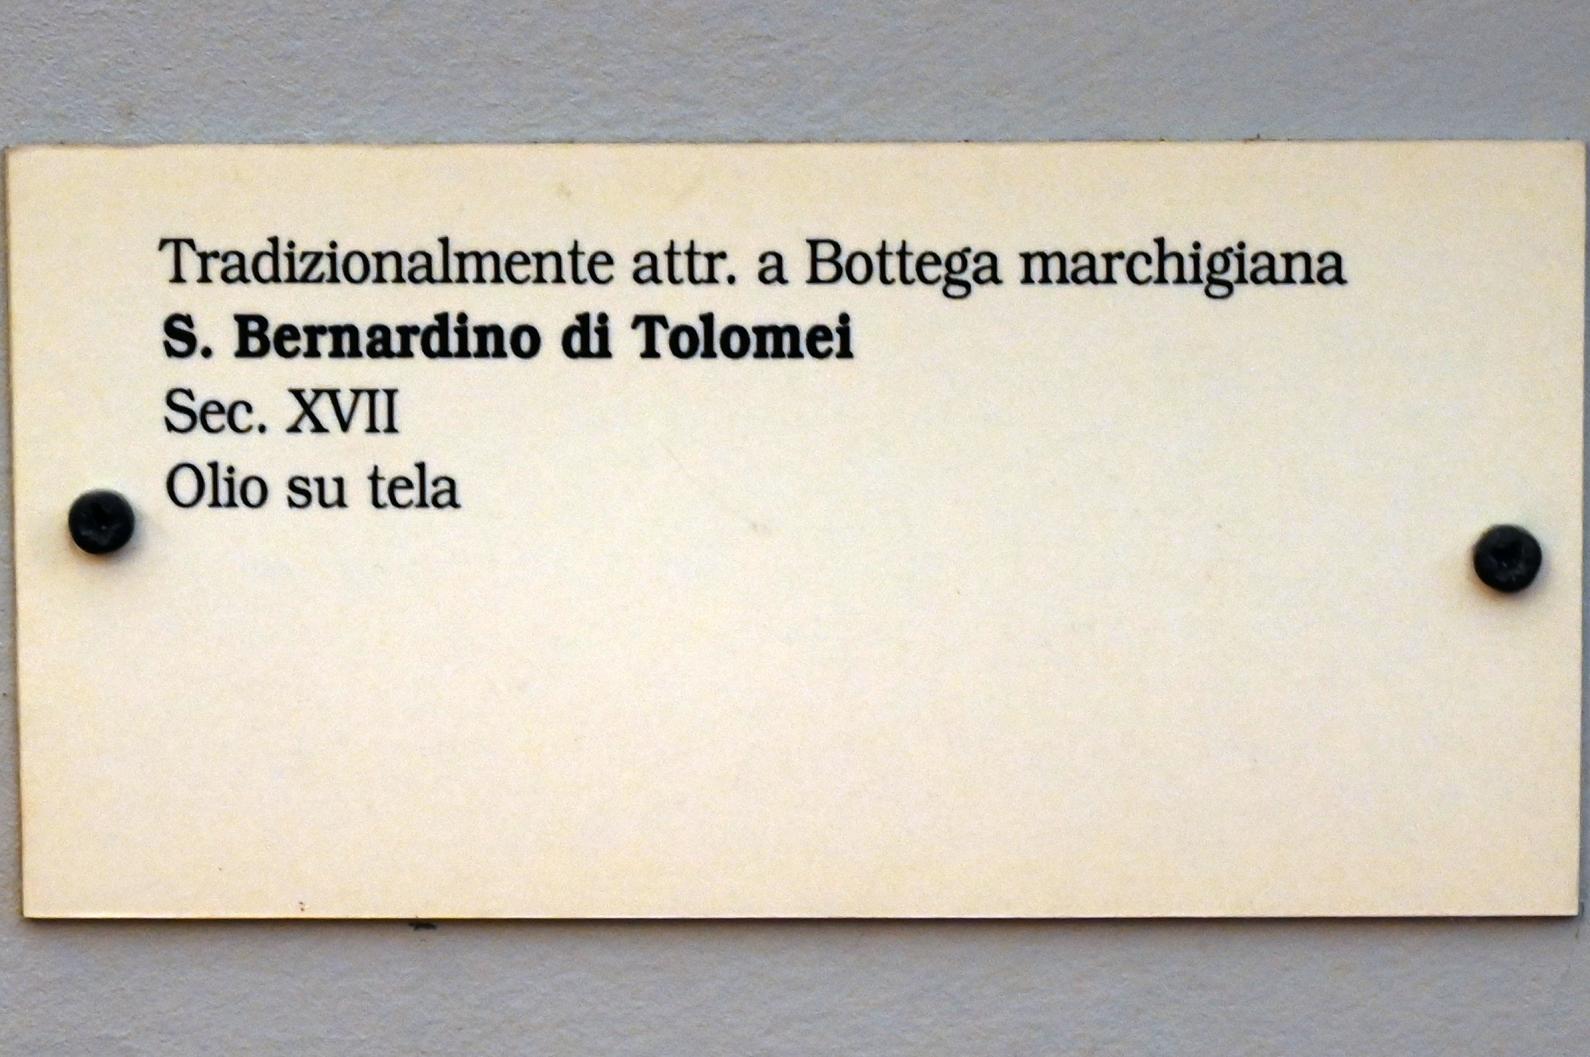 Tradizionalmente attr. a Bottega marchigiana
S. Bernardino di Tolomei
Sec. XVII
Olio su tela